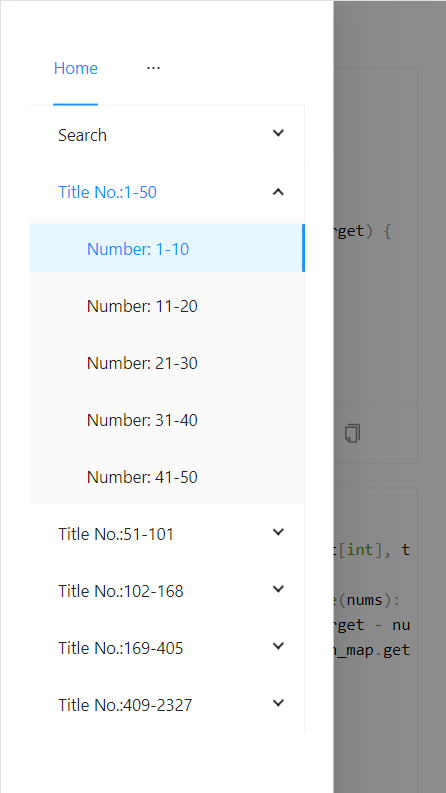 Home ···
Search
Title No.:1-50
rget) {
Number: 1-10
Number: 11-20
Number: 21-30
Number: 31-40
Number: 41-50
Title No.:51-101
[int], t
Title No.:102-168
(nums):
rget - nu
Title No.:169-405
_map.get
Title No.:409-2327